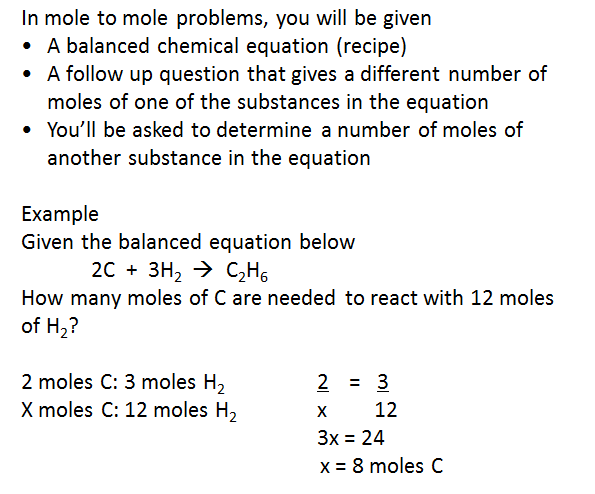 In mole to mole problems, you will be given
• A balanced chemical equation (recipe)
• A follow up question that gives a different number of
moles of one of the substances in the equation
• You'll be asked to determine a number of moles of
another substance in the equation
Example
Given the balanced equation below
2C + 3H₂ → C₂H₆
How many moles of C are needed to react with 12 moles
of H₂?
2 moles C: 3 moles H₂
X moles C: 12 moles H₂
2 = 3
x 12
3x = 24
x = 8 moles C